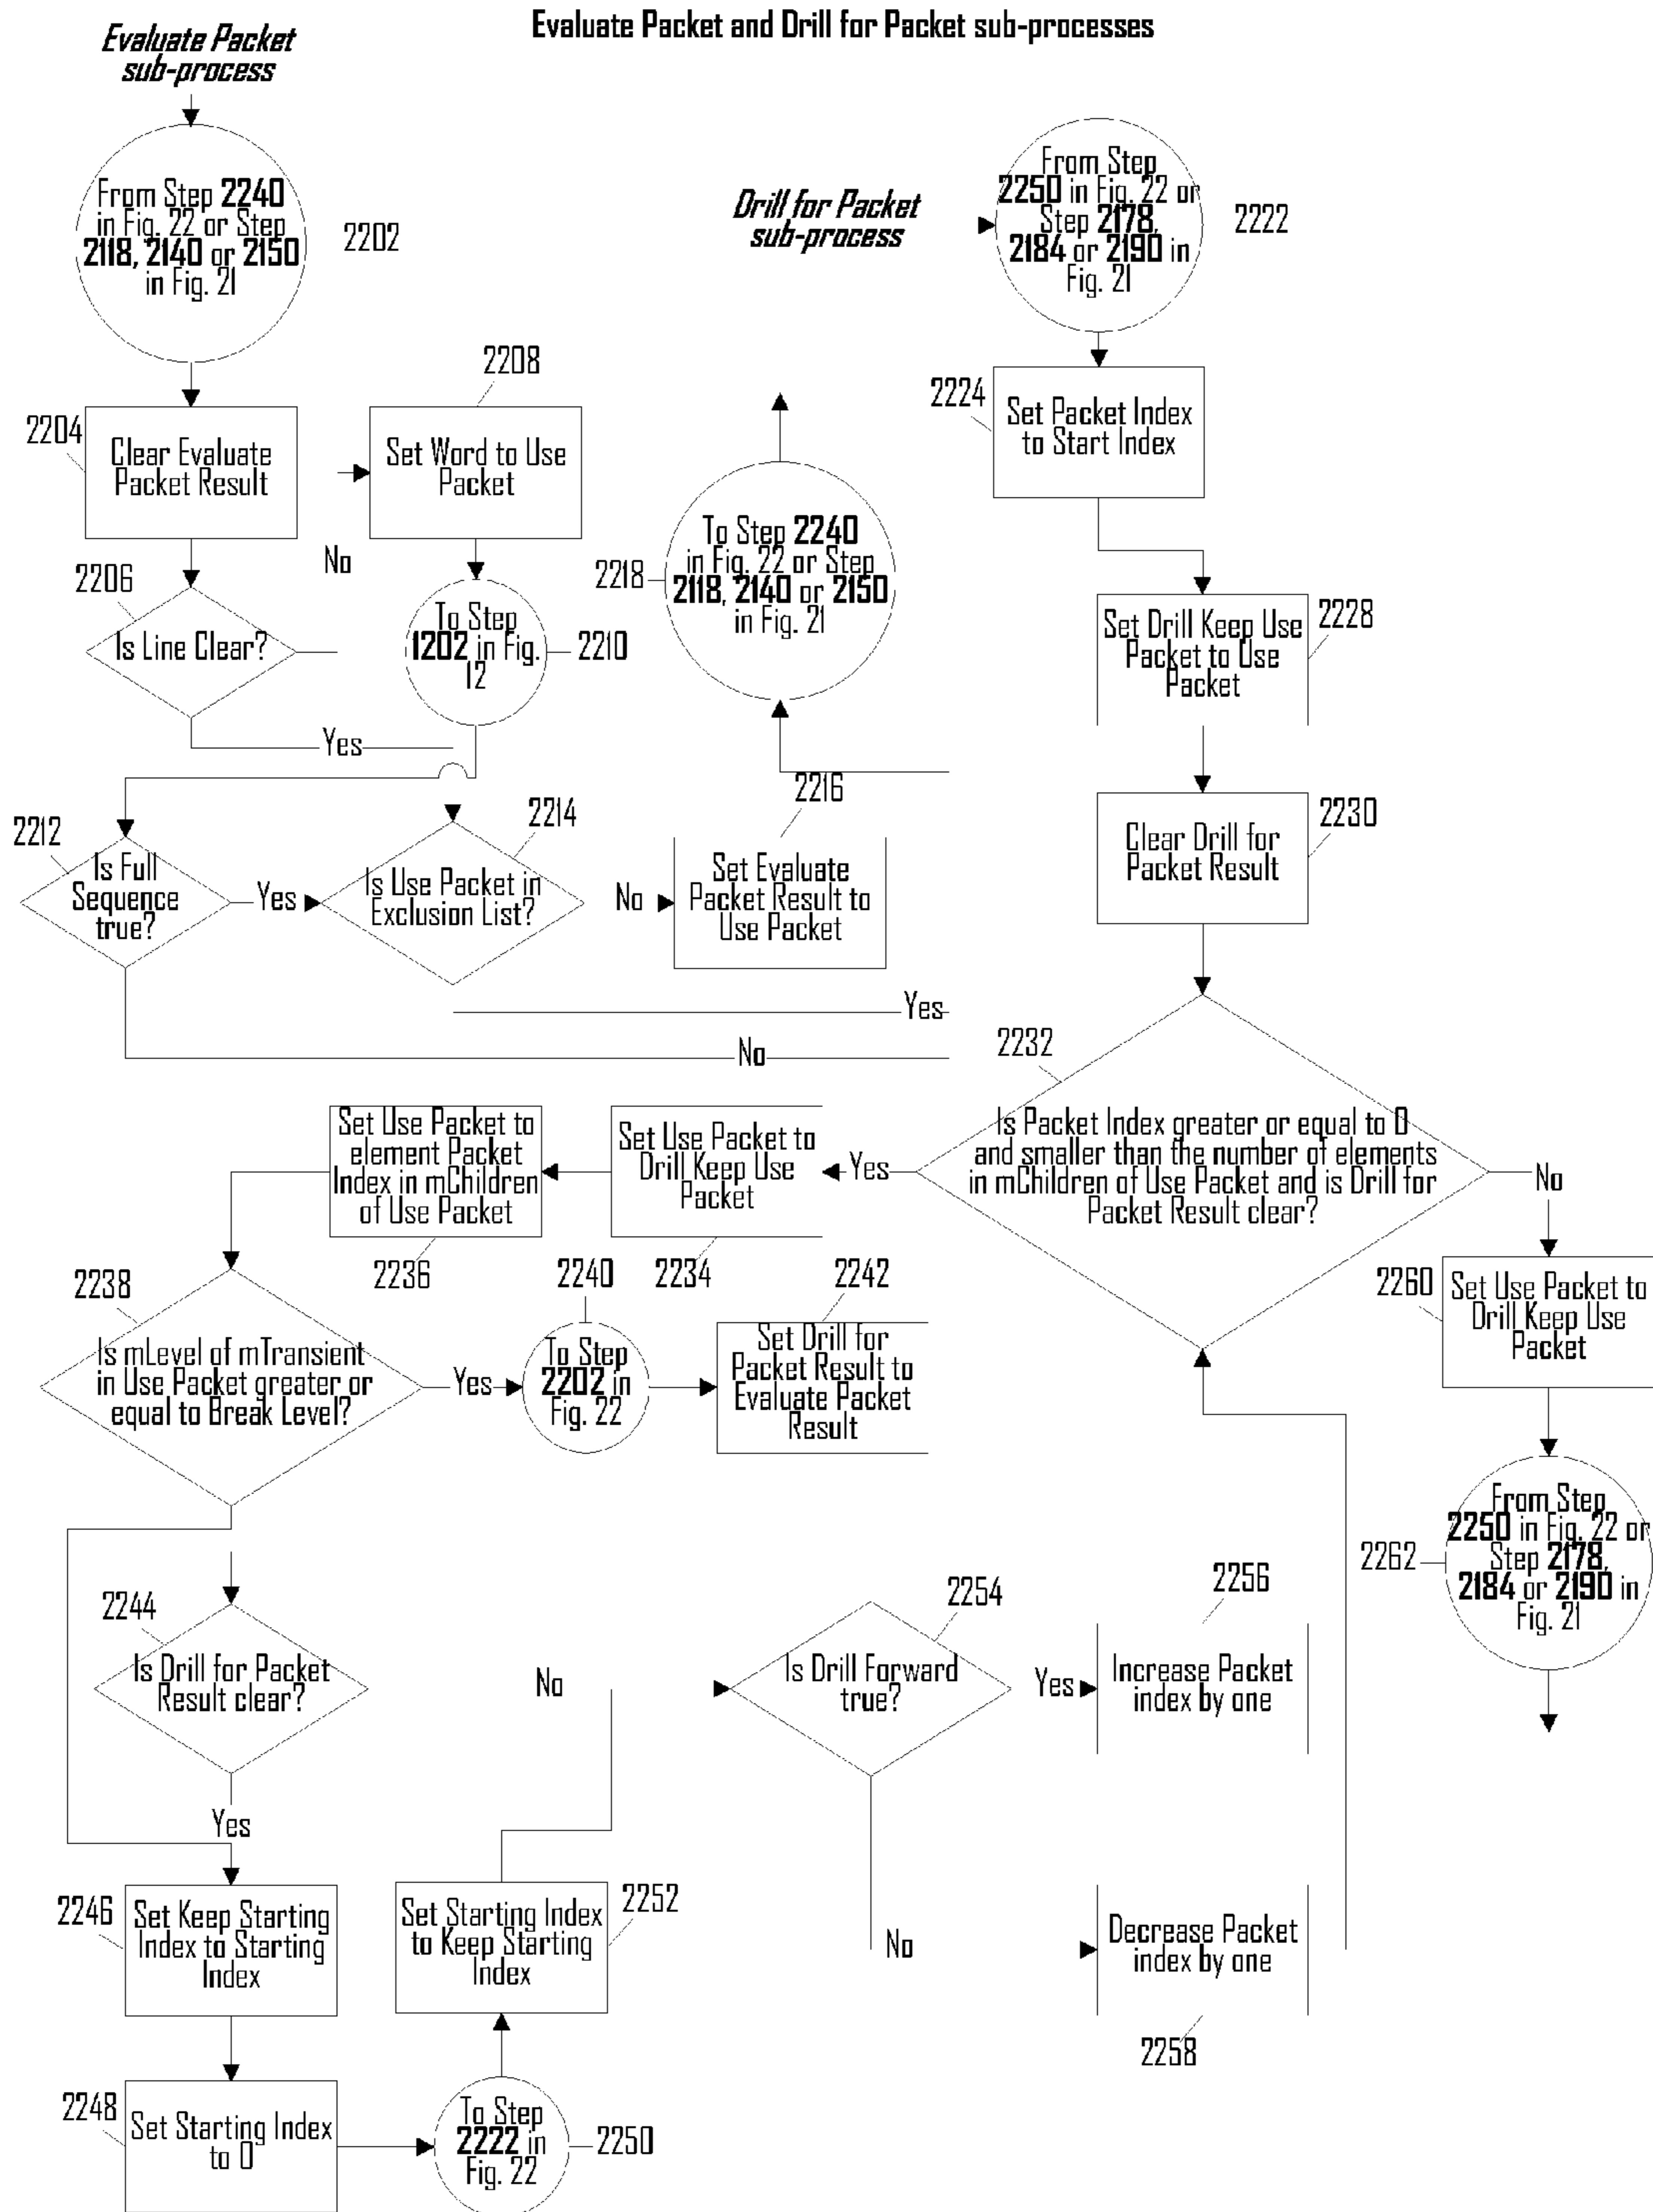 Evaluate Packet and Drill for Packet sub-processes
Evaluate Packet
sub-process
From Step 2240
in Fig. 22 or Step
2118, 2140 or 2150
in Fig. 21
2202
Drill for Packet
sub-process
From Step
2250 in Fig. 22 or
Step 2178,
2184 or 2190 in
Fig. 21
2222
2204
Clear Evaluate
Packet Result
2208
Set Word to Use
Packet
2224
Set Packet Index
to Start Index
2206
Is Line Clear?
No
Yes
To Step
1202 in Fig.
12
2210
2218
To Step 2240
in Fig. 22 or Step
2118, 2140 or 2150
in Fig. 21
Set Drill Keep Use
Packet to Use
Packet
2228
2212
Is Full
Sequence
true?
Yes
2214
Is Use Packet in
Exclusion List?
No
2216
Set Evaluate
Packet Result to
Use Packet
Clear Drill for
Packet Result
2230
Yes
No
2232
Is Packet Index greater or equal to 0
and smaller than the number of elements
in mChildren of Use Packet and is Drill for
Packet Result clear?
Yes
No
Set Use Packet to
Drill Keep Use
Packet
2234
Set Use Packet to
element Packet
Index in mChildren
of Use Packet
2236
2238
Is mLevel of mTransient
in Use Packet greater or
equal to Break Level?
Yes
2240
To Step
2202 in
Fig. 22
2242
Set Drill for
Packet Result to
Evaluate Packet
Result
2260
Set Use Packet to
Drill Keep Use
Packet
2262
From Step
2250 in Fig. 22 or
Step 2178,
2184 or 2190 in
Fig. 21
2244
Is Drill for Packet
Result clear?
No
Yes
2254
Is Drill Forward
true?
Yes
2256
Increase Packet
index by one
2246
Set Keep Starting
Index to Starting
Index
2252
Set Starting Index
to Keep Starting
Index
No
Decrease Packet
index by one
2258
2248
Set Starting Index
to 0
To Step
2222 in
Fig. 22
2250